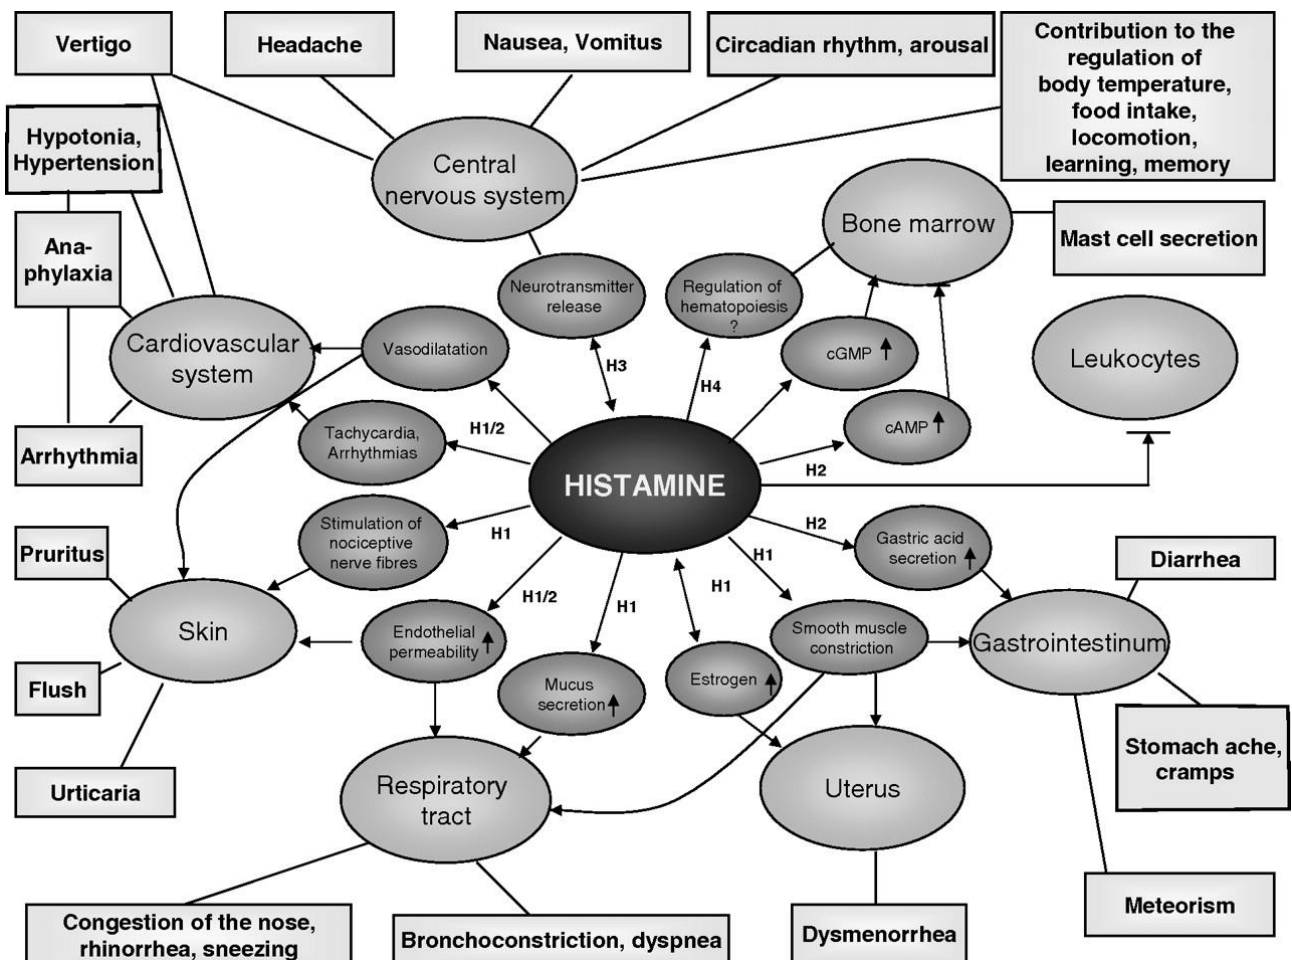 Vertigo
Headache
Nausea, Vomitus
Circadian rhythm, arousal
Contribution to the
regulation of
body temperature,
food intake,
locomotion,
learning, memory
Hypotonia,
Hypertension
Central
nervous system
Bone marrow
Mast cell secretion
Ana-
phylaxia
Neurotransmitter
release
Regulation of
hematopoiesis
?
Cardiovascular
system
Vasodilatation
cGMP
Leukocytes
H3
H4
Tachycardia,
Arrhythmias
H1/2
cAMP
Arrhythmia
HISTAMINE
H2
Pruritus
Stimulation of
nociceptive
nerve fibres
H1
H2
Gastric acid
secretion
Diarrhea
H1/2
H1
H1
H1
Skin
Endothelial
permeability
Smooth muscle
constriction
Gastrointestinum
Flush
Mucus
secretion
Estrogen
Stomach ache,
cramps
Urticaria
Respiratory
tract
Uterus
Meteorism
Congestion of the nose,
rhinorrhea, sneezing
Bronchoconstriction, dyspnea
Dysmenorrhea